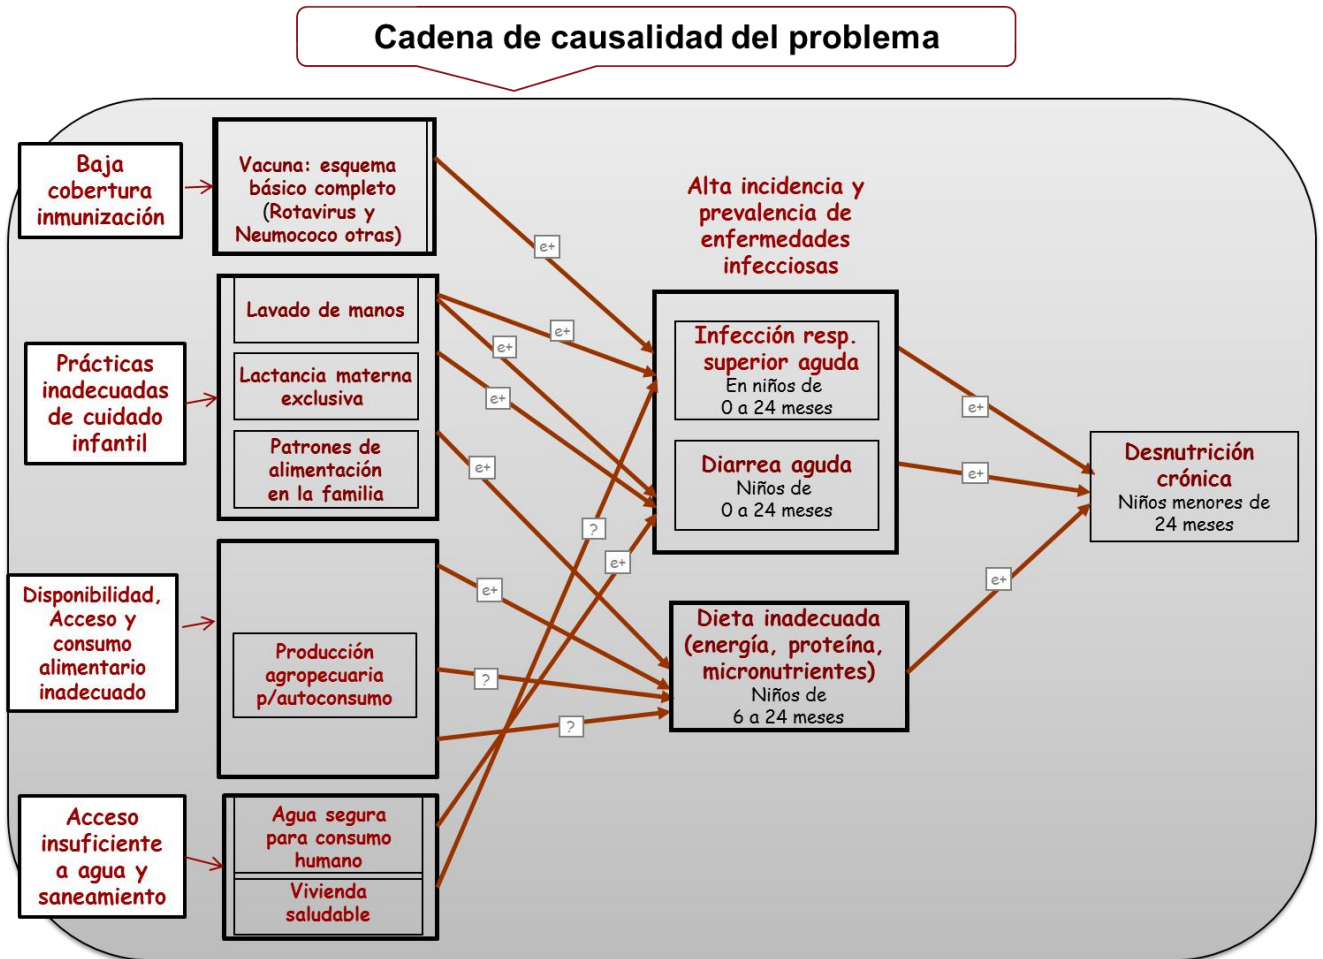 Cadena de causalidad del problema
Baja
cobertura
inmunización
Vacuna: esquema
básico completo
(Rotavirus y
Neumococo otras)
e+
Alta incidencia y
prevalencia de
enfermedades
infecciosas
Prácticas
inadecuadas
de cuidado
infantil
Lavado de manos
Lactancia materna
exclusiva
Patrones de
alimentación
en la familia
e+
e+
e+
e+
Infección resp.
superior aguda
En niños de
0 a 24 meses
Diarrea aguda
Niños de
0 a 24 meses
e+
e+
Desnutrición
crónica
Niños menores de
24 meses
Disponibilidad,
Acceso y
consumo
alimentario
inadecuado
Producción
agropecuaria
p/autoconsumo
e+
?
?
?
e+
Dieta inadecuada
(energía, proteína,
micronutrientes)
Niños de
6 a 24 meses
e+
Acceso
insuficiente
a agua y
saneamiento
Agua segura
para consumo
humano
Vivienda
saludable